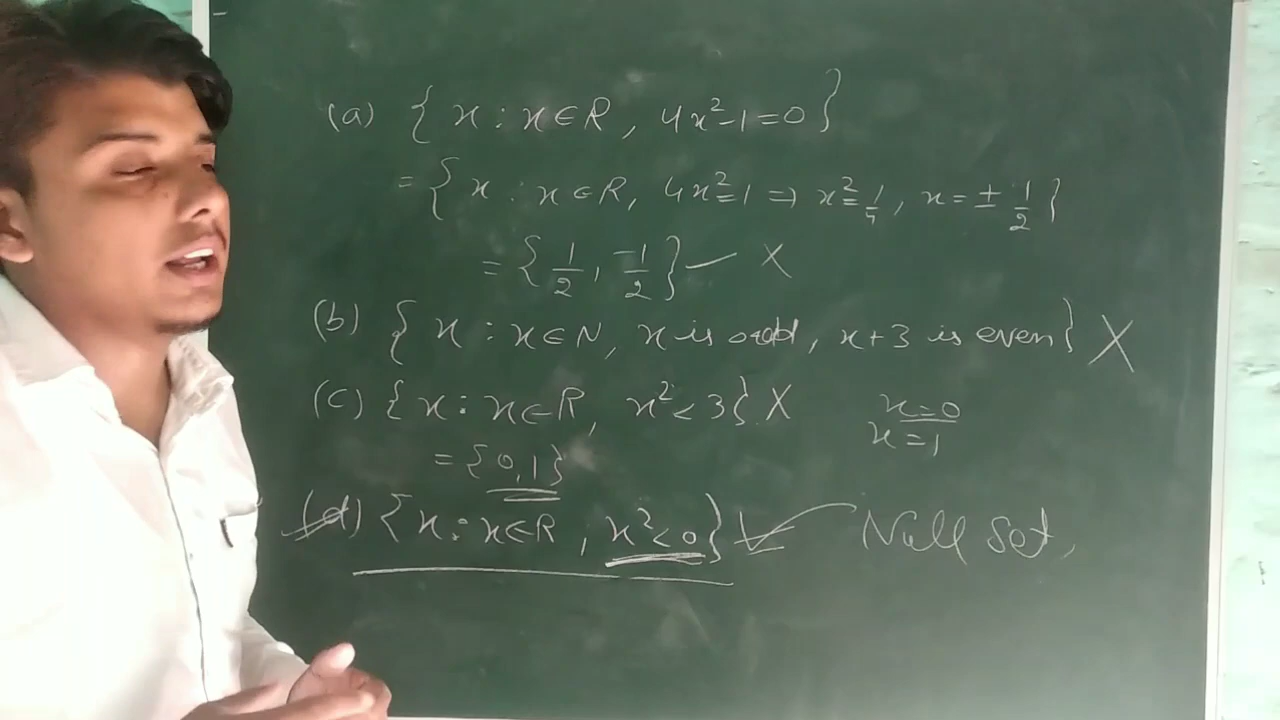 (a) { x : x∈R, 4x²-1=0 }
= { x : x∈R, 4x²=1 ⇒ x²=1/4, x=±1/2 }
= { 1/2, -1/2 } — X
(b) { x : x∈N, x is odd, x+3 is even} X
(c) { x : x∈R, x²<3} X x=0
x=1
= {0,1}
(d) { x : x∈R, x²<0 } ✓ Null set,